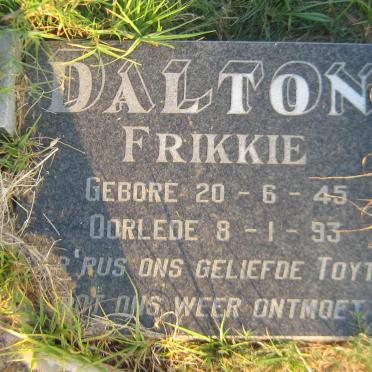 DALTON
FRIKKIE
GEBORE 20 - 6 - 45
OORLEDE 8 - 1 - 93
RUS ONS GELIEFDE
ONS WEER ONTMOET